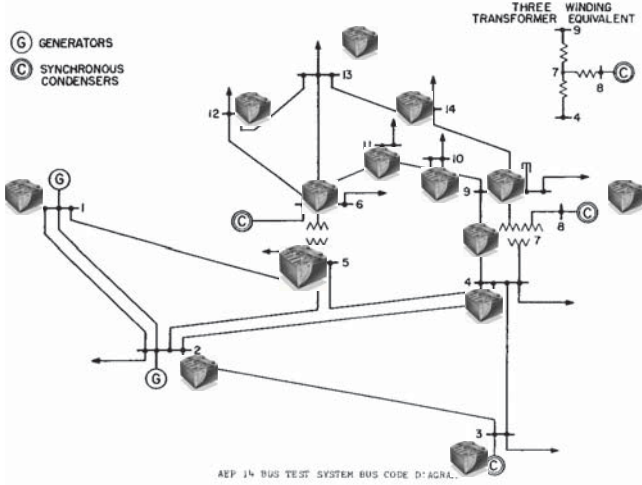 THREE WINDING
TRANSFORMER EQUIVALENT
G GENERATORS
C SYNCHRONOUS
CONDENSERS
9
7
8
C
4
13
14
12
11
10
9
6
C
G
1
5
4
7
8
C
2
G
3
C
AEP 14 BUS TEST SYSTEM BUS CODE